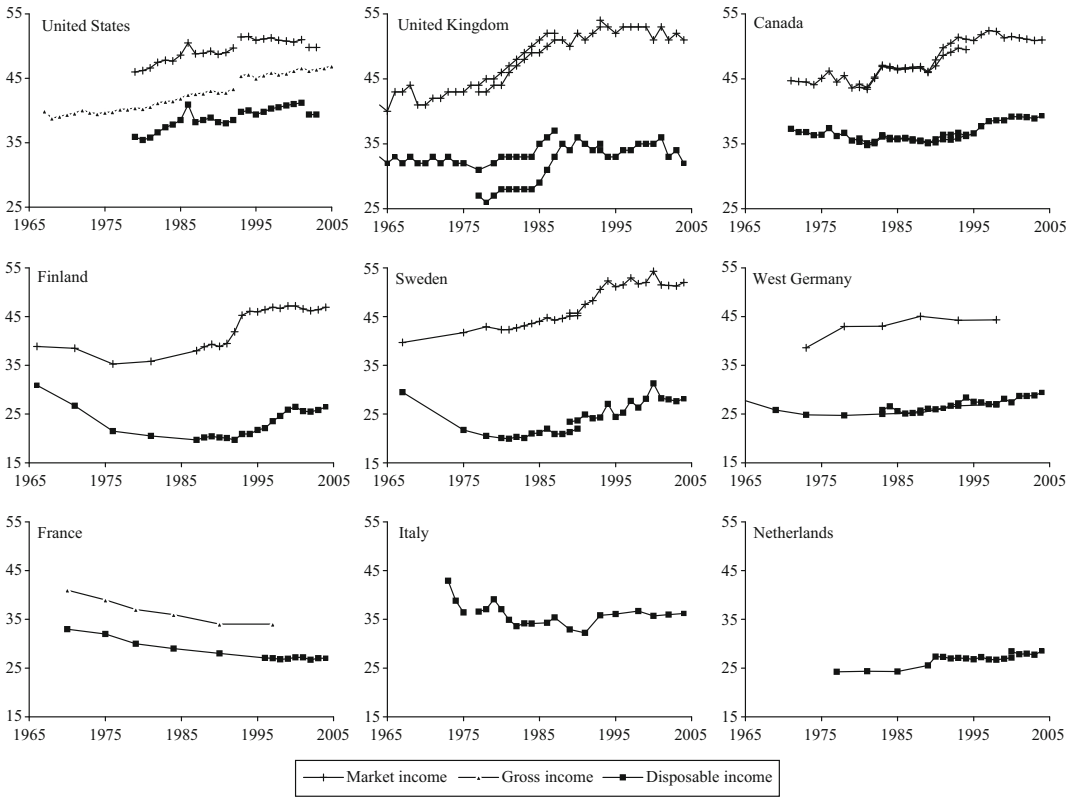 United States
United Kingdom
Canada
55
45
35
25
1965 1975 1985 1995 2005
55
45
35
25
1965 1975 1985 1995 2005
55
45
35
25
1965 1975 1985 1995 2005
Finland
Sweden
West Germany
55
45
35
25
15
1965 1975 1985 1995 2005
55
45
35
25
15
1965 1975 1985 1995 2005
55
45
35
25
15
1965 1975 1985 1995 2005
France
Italy
Netherlands
55
45
35
25
15
1965 1975 1985 1995 2005
55
45
35
25
15
1965 1975 1985 1995 2005
55
45
35
25
15
1965 1975 1985 1995 2005
Market income Gross income Disposable income